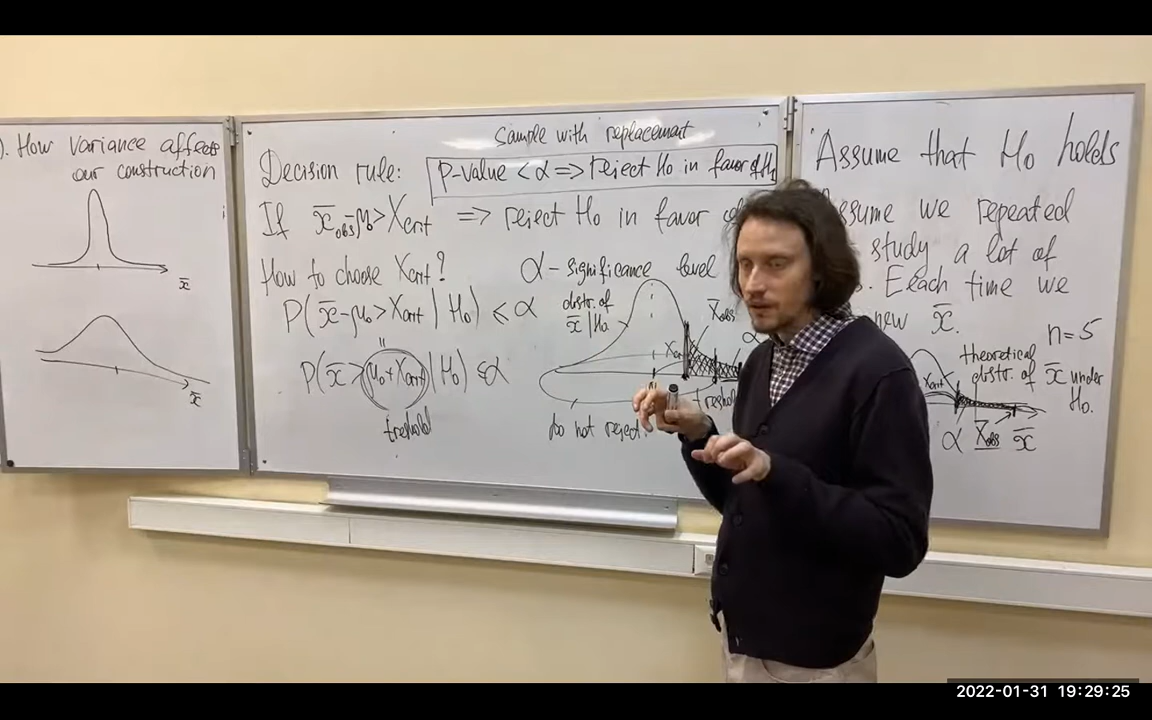 ). How variance affects
our construction
x̄
x̄
Sample with replacement
Decision rule:
p-value < α => reject H₀ in favor of H₁
If x̄obs - μ₀ > Xcrit => reject H₀ in favor
How to choose Xcrit?
α - significance level
P(x̄-μ₀ > Xcrit | H₀) ≤ α
distr. of
x̄ | H₀
X̄obs
α
P(x̄ > (μ₀ + Xcrit) | H₀) ≤ α
"
treshold
Xcrit
treshold
Do not reject
Assume that H₀ holds
Assume we repeated
study a lot of
. Eeach time we
new x̄.
n=5
theoretical
distr. of x̄ under
H₀.
Xcrit
α X̄obs x̄
2022-01-31 19:29:25